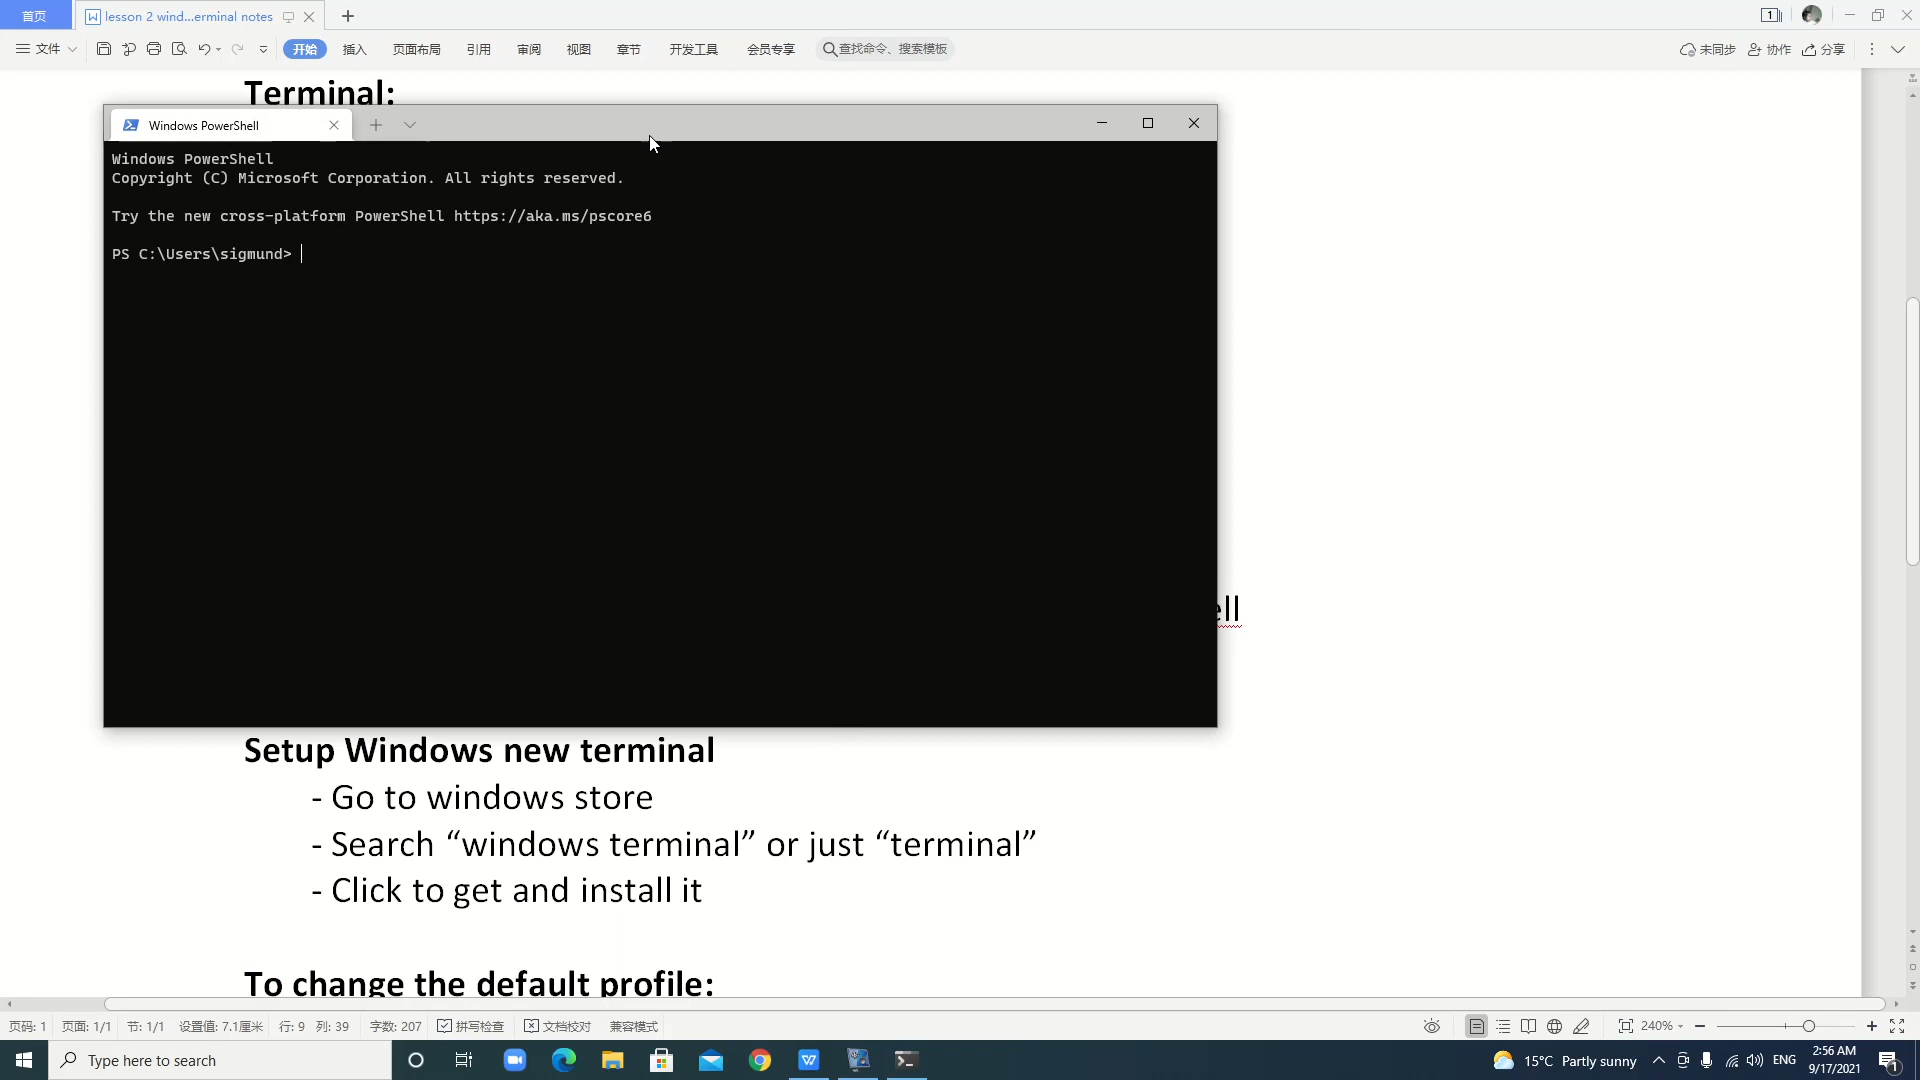 首页
lesson 2 wind...erminal notes
1
文件
开始
插入
页面布局
引用
审阅
视图
章节
开发工具
会员专享
查找命令、搜索模板
未同步
协作
分享
Terminal:
Windows PowerShell
Windows PowerShell
Copyright (C) Microsoft Corporation. All rights reserved.
Try the new cross-platform PowerShell https://aka.ms/pscore6
PS C:\Users\sigmund>
ell
Setup Windows new terminal
- Go to windows store
- Search “windows terminal” or just “terminal”
- Click to get and install it
To change the default profile:
页码: 1
页面: 1/1
节: 1/1
设置值: 7.1厘米
行: 9
列: 39
字数: 207
拼写检查
文档校对
兼容模式
240%
Type here to search
15°C Partly sunny
ENG
2:56 AM
9/17/2021
1